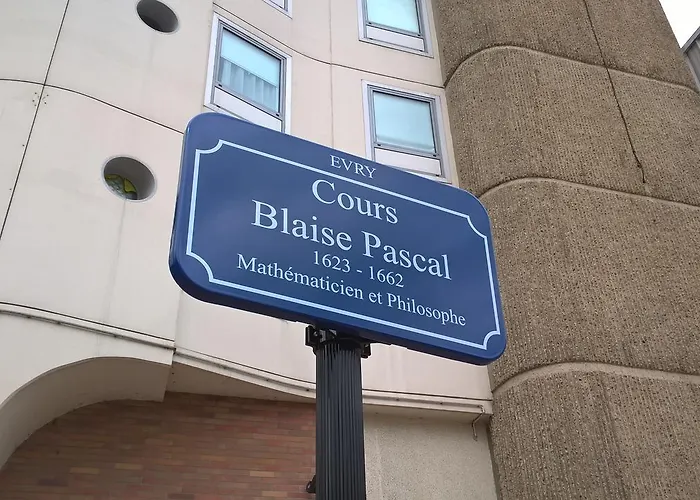 EVRY
Cours
Blaise Pascal
1623 - 1662
Mathématicien et Philosophe